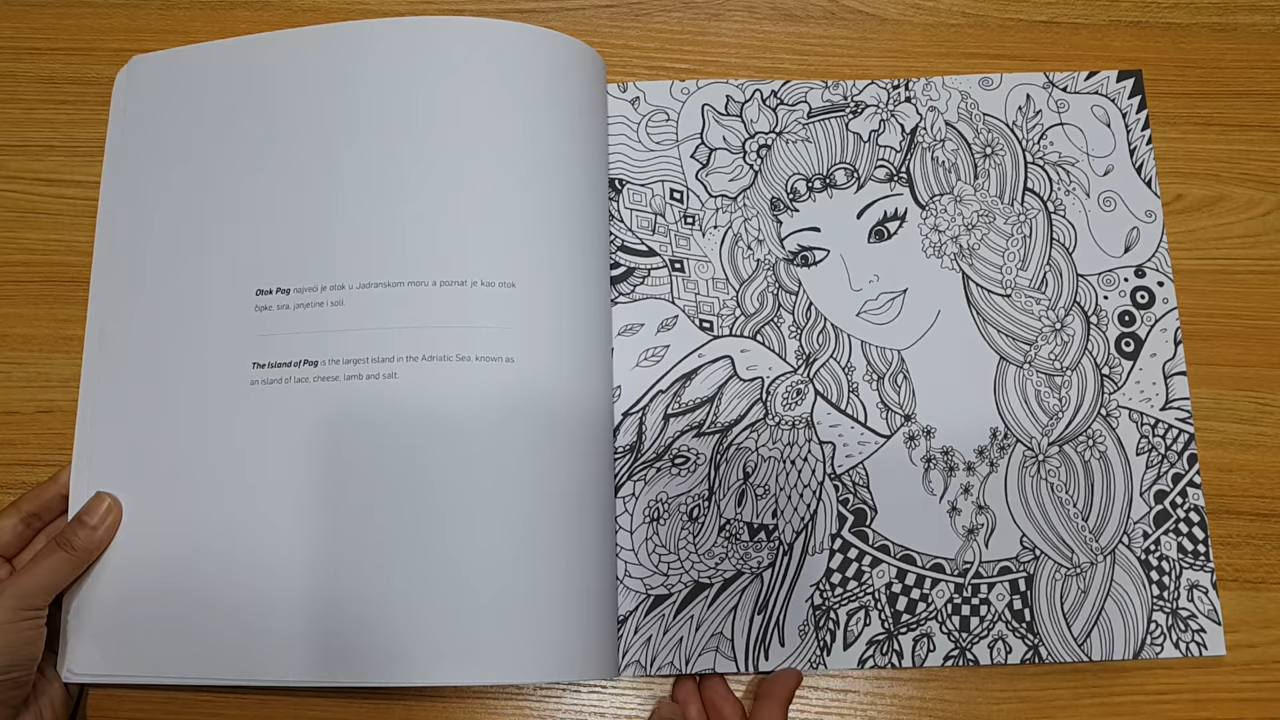 Otok Pag najveći je otok u Jadranskom moru a poznat je kao otok
čipke, sira, janjetine i soli.
The Island of Pag is the largest island in the Adriatic Sea, known as
an island of lace, cheese, lamb and salt.